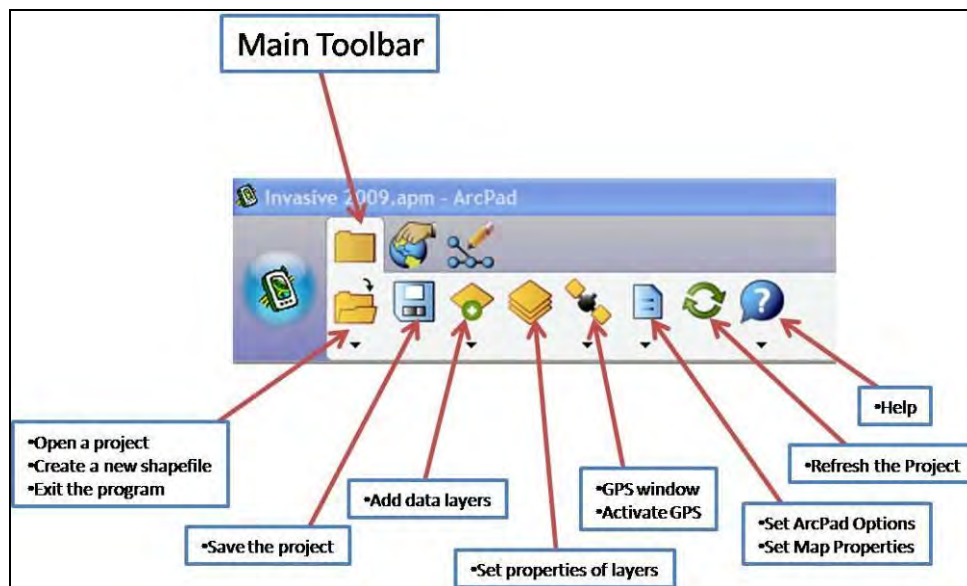 Main Toolbar
Invasive 2009.apm - ArcPad
•Open a project
•Create a new shapefile
•Exit the program
•Save the project
•Add data layers
•Set properties of layers
•GPS window
•Activate GPS
•Set ArcPad Options
•Set Map Properties
•Refresh the Project
•Help